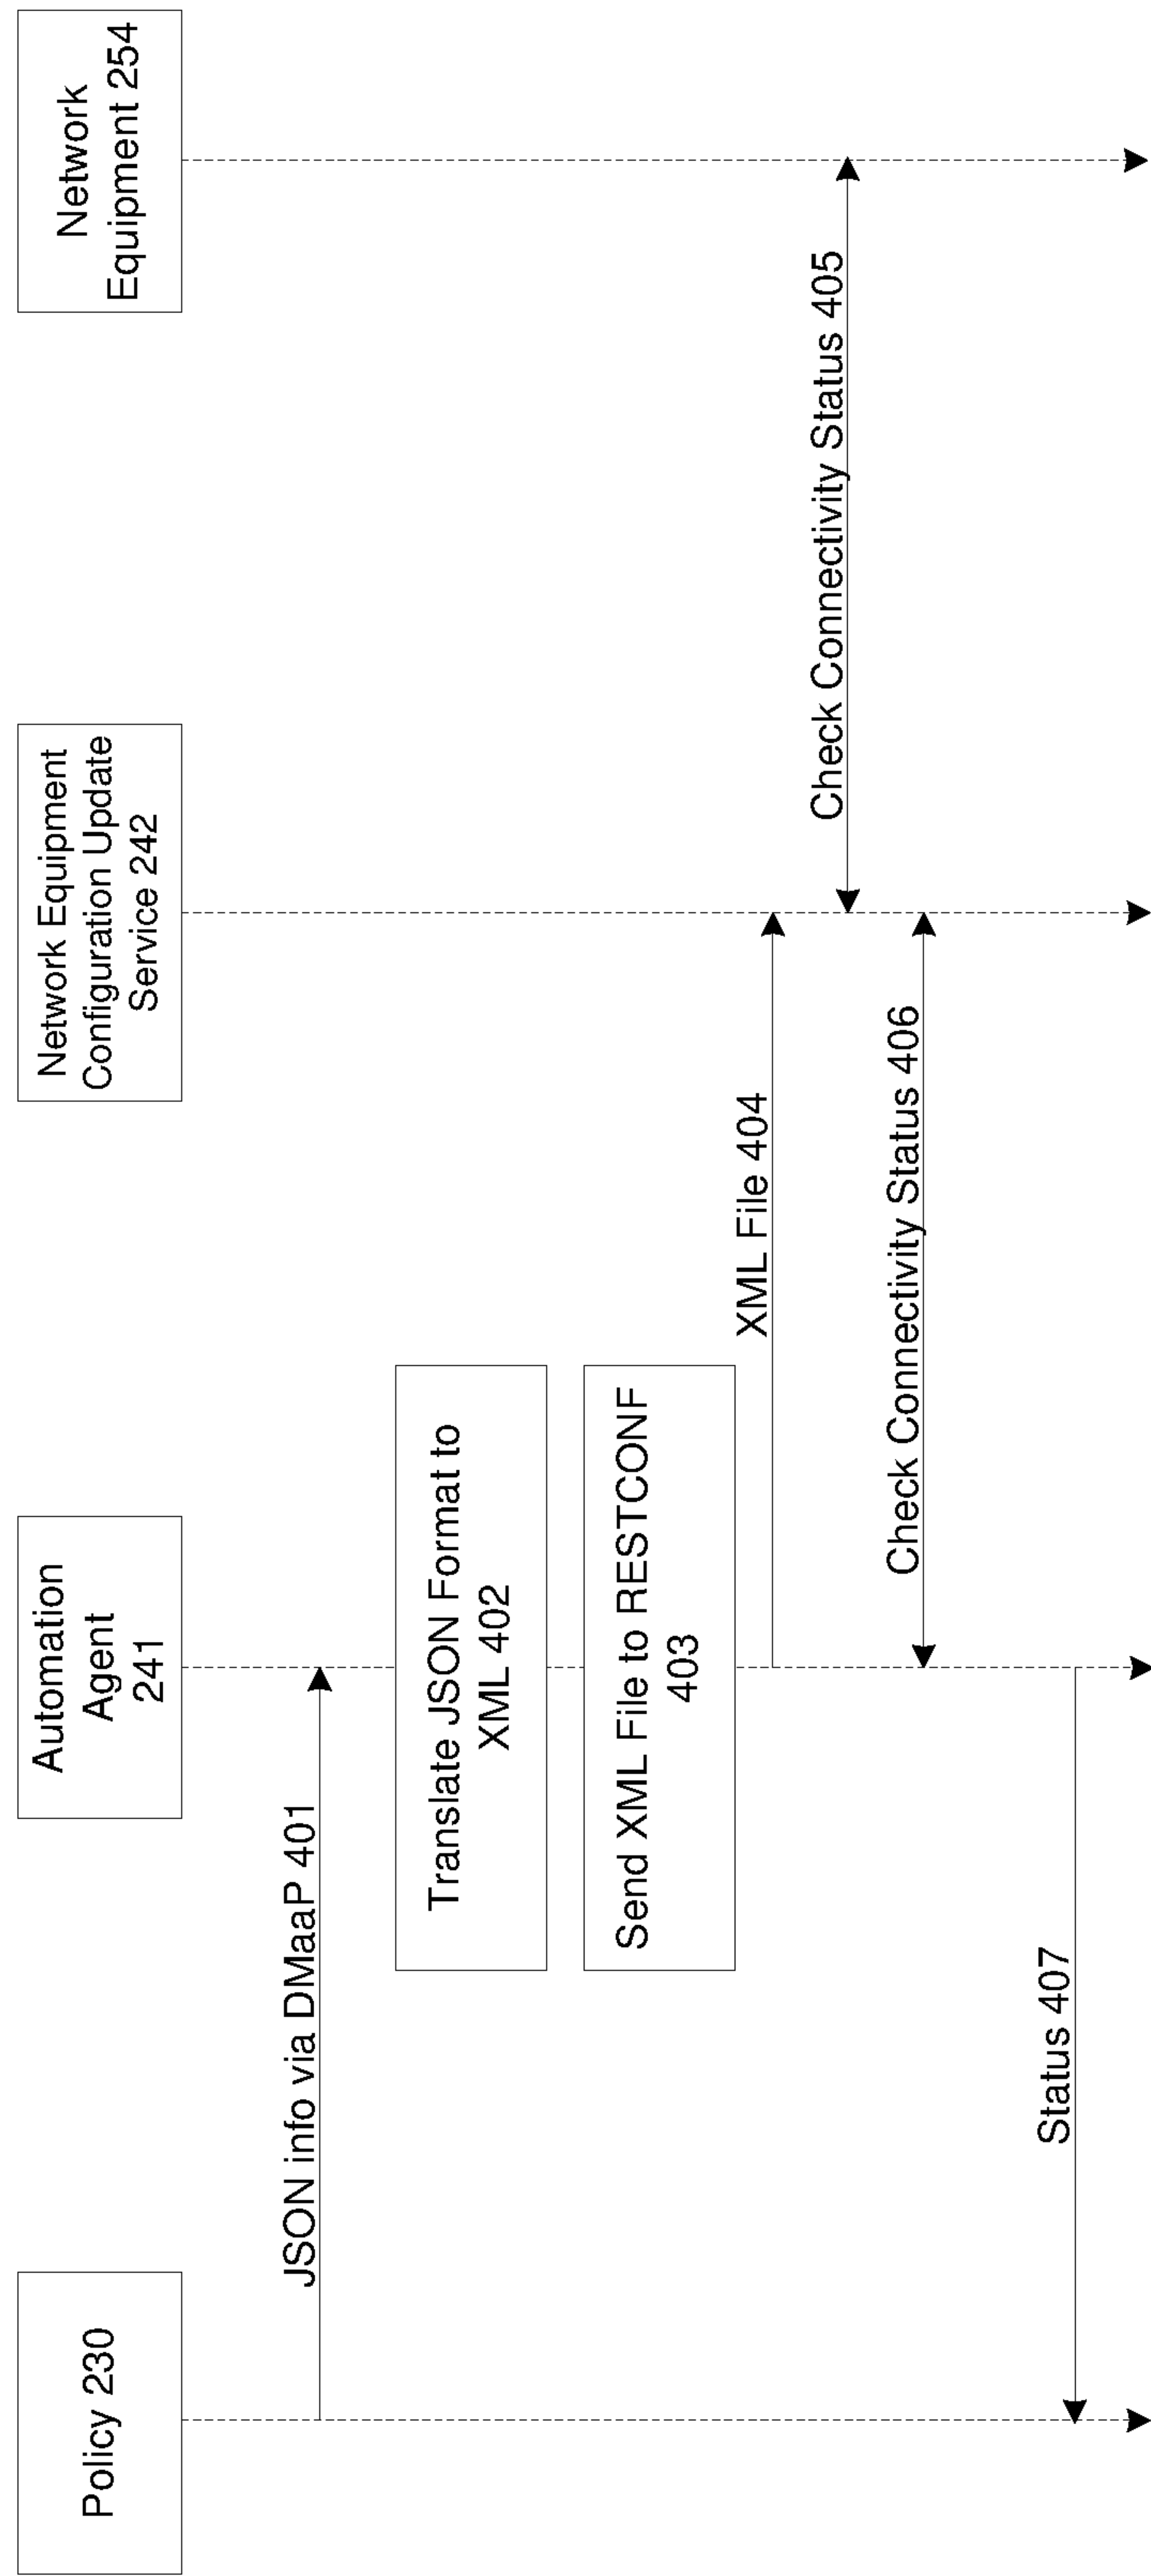 Policy 230
Automation
Agent
241
Network Equipment
Configuration Update
Service 242
Network
Equipment 254
JSON info via DMaaP 401
Translate JSON Format to
XML 402
Send XML File to RESTCONF
403
XML File 404
Check Connectivity Status 405
Check Connectivity Status 406
Status 407